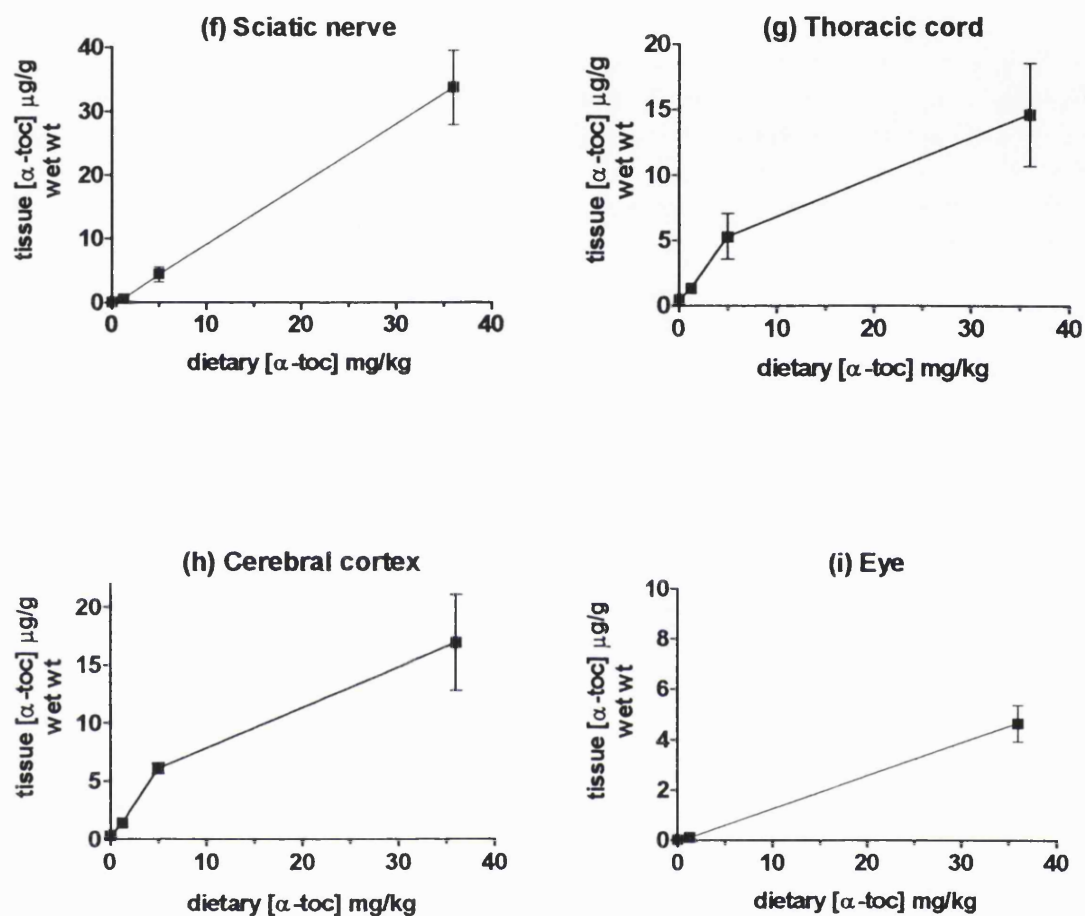 (f) Sciatic nerve
tissue [α-toc] μg/g
wet wt
40
30
20
10
0
0 10 20 30 40
dietary [α-toc] mg/kg
(g) Thoracic cord
tissue [α-toc] μg/g
wet wt
20
15
10
5
0
0 10 20 30 40
dietary [α-toc] mg/kg
(h) Cerebral cortex
tissue [α-toc] μg/g
wet wt
20
15
10
5
0
0 10 20 30 40
dietary [α-toc] mg/kg
(i) Eye
tissue [α-toc] μg/g
wet wt
10
8
6
4
2
0
0 10 20 30 40
dietary [α-toc] mg/kg